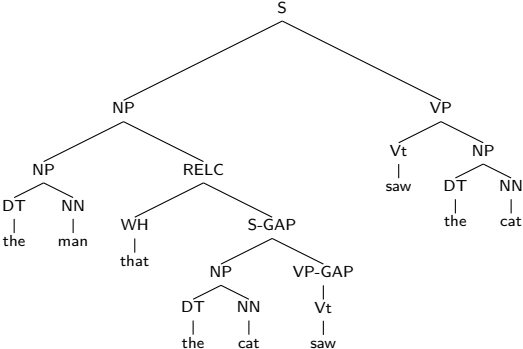 S
NP VP
Vt NP
NP RELC
saw DT NN
DT NN WH S-GAP the cat
the man that
NP VP-GAP
DT NN Vt
the cat saw